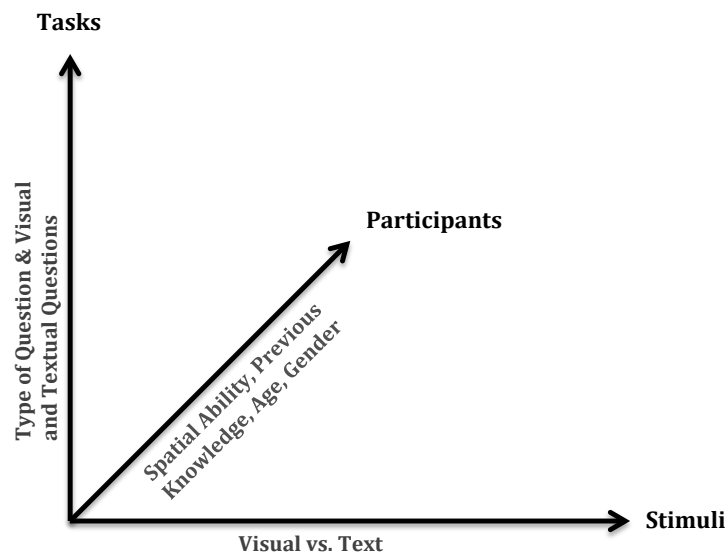 Tasks
Type of Question & Visual
and Textual Questions
Participants
Spatial Ability, Previous
Knowledge, Age, Gender
Stimuli
Visual vs. Text